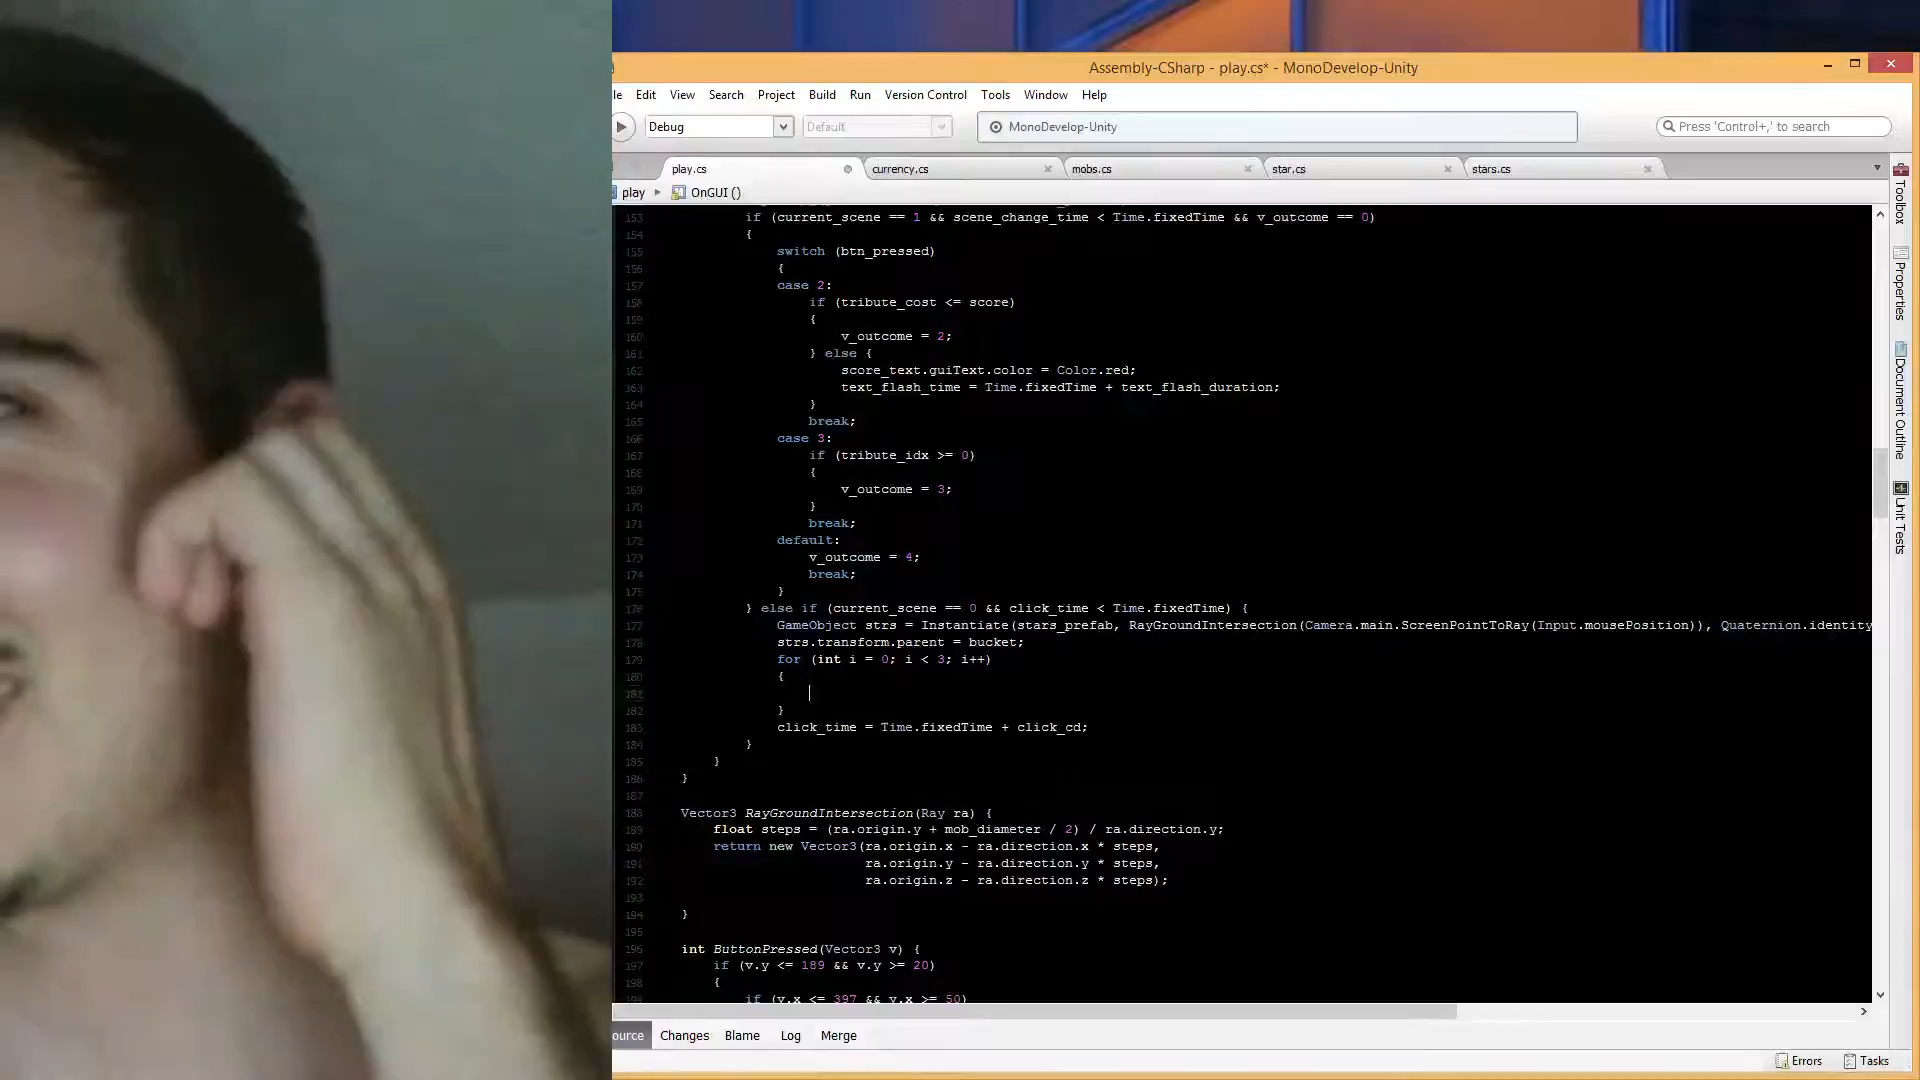 Assembly-CSharp - play.cs* - MonoDevelop-Unity
le Edit View Search Project Build Run Version Control Tools Window Help
Debug Default MonoDevelop-Unity Press 'Control+,' to search
play.cs currency.cs mobs.cs star.cs stars.cs
play OnGUI ()
153 if (current_scene == 1 && scene_change_time < Time.fixedTime && v_outcome == 0)
154 {
155 switch (btn_pressed)
156 {
157 case 2:
158 if (tribute_cost <= score)
159 {
160 v_outcome = 2;
161 } else {
162 score_text.guiText.color = Color.red;
163 text_flash_time = Time.fixedTime + text_flash_duration;
164 }
165 break;
166 case 3:
167 if (tribute_idx >= 0)
168 {
169 v_outcome = 3;
170 }
171 break;
172 default:
173 v_outcome = 4;
174 break;
175 }
176 } else if (current_scene == 0 && click_time < Time.fixedTime) {
177 GameObject strs = Instantiate(stars_prefab, RayGroundIntersection(Camera.main.ScreenPointToRay(Input.mousePosition)), Quaternion.identity
178 strs.transform.parent = bucket;
179 for (int i = 0; i < 3; i++)
180 {
181
182 }
183 click_time = Time.fixedTime + click_cd;
184 }
185 }
186 }
187
188 Vector3 RayGroundIntersection(Ray ra) {
189 float steps = (ra.origin.y + mob_diameter / 2) / ra.direction.y;
190 return new Vector3(ra.origin.x - ra.direction.x * steps,
191 ra.origin.y - ra.direction.y * steps,
192 ra.origin.z - ra.direction.z * steps);
193
194 }
195
196 int ButtonPressed(Vector3 v) {
197 if (v.y <= 189 && v.y >= 20)
198 {
199 if (v.x <= 397 && v.x >= 50)
Toolbox
Properties
Document Outline
Unit Tests
ource Changes Blame Log Merge
Errors Tasks